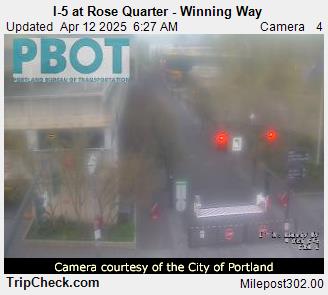 I-5 at Rose Quarter - Winning Way
Updated Apr 12 2025 6:27 AM Camera 4
PBOT
PORTLAND BUREAU OF TRANSPORTATION
Camera courtesy of the City of Portland
TripCheck.com Milepost302.00